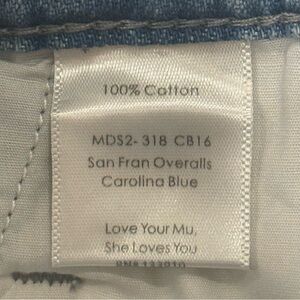 100% Cotton
MDS2- 318 CB16
San Fran Overalls
Carolina Blue
Love Your Mu,
She Loves You